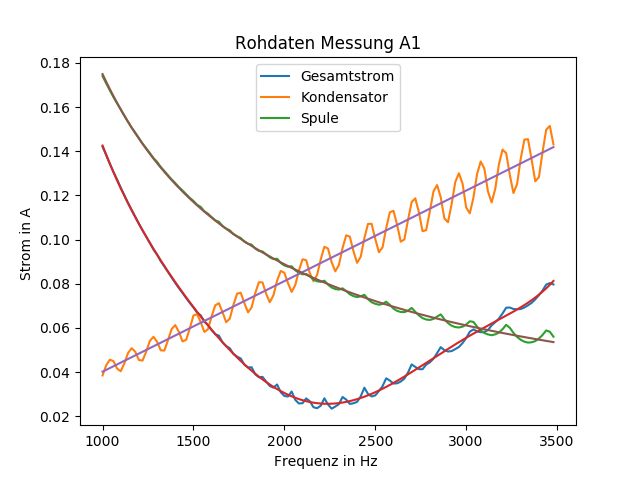 Rohdaten Messung A1
Gesamtstrom
Kondensator
Spule
Strom in A
0.18
0.16
0.14
0.12
0.10
0.08
0.06
0.04
0.02
1000 1500 2000 2500 3000 3500
Frequenz in Hz